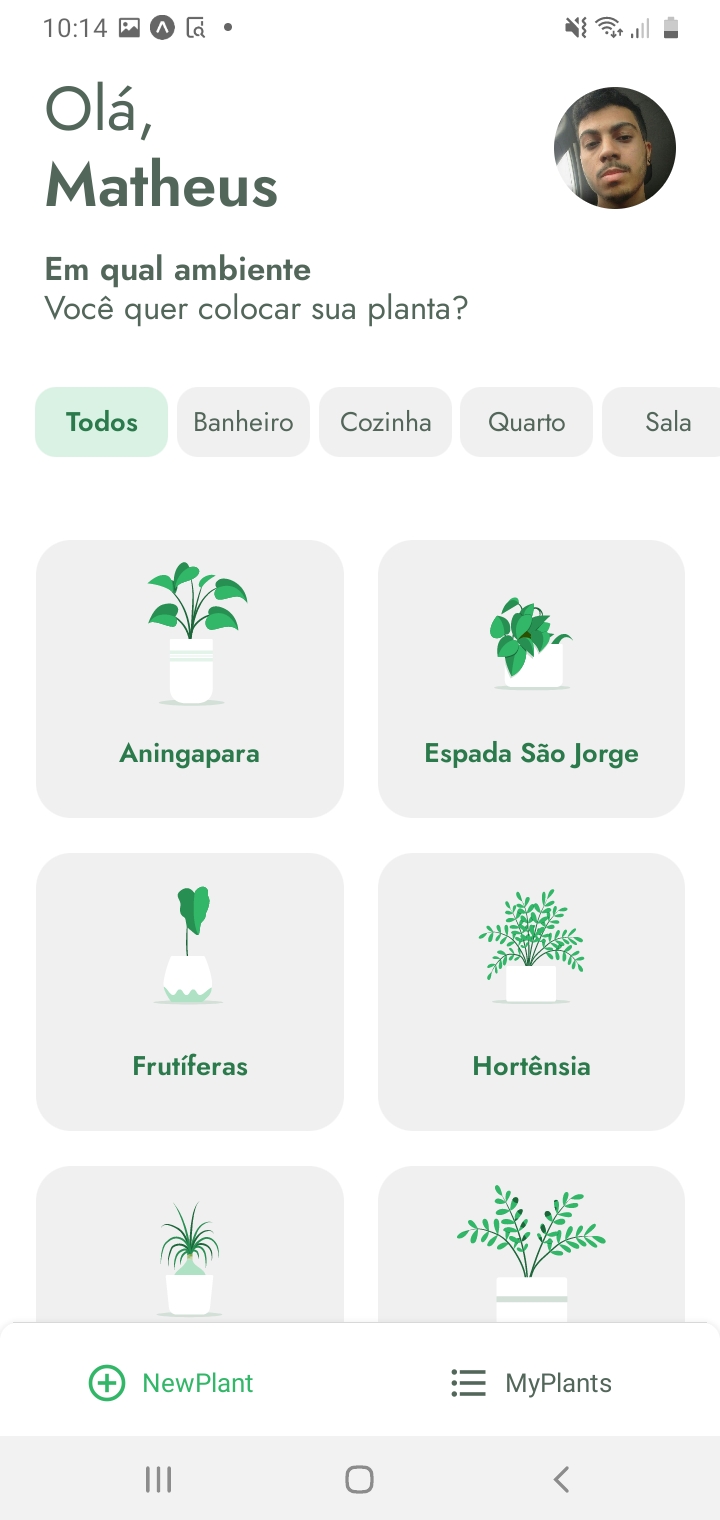 10:14
Olá,
Matheus
Em qual ambiente
Você quer colocar sua planta?
Todos
Banheiro
Cozinha
Quarto
Sala
Aningapara
Espada São Jorge
Frutíferas
Hortênsia
NewPlant
MyPlants